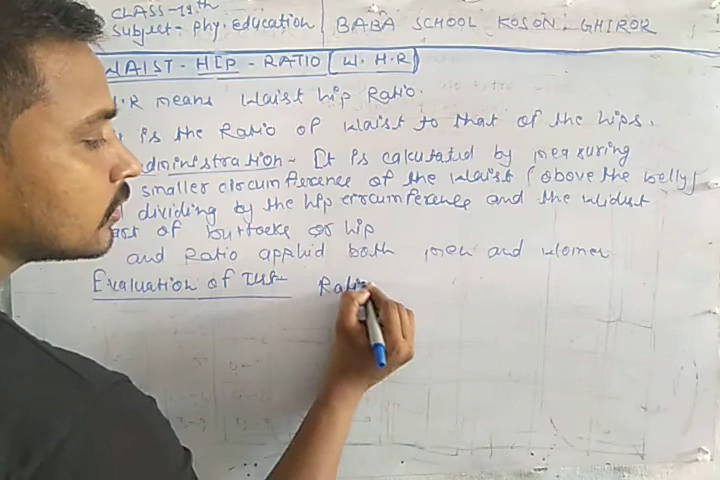 CLASS-11th
Subject- Phy. Education | BABA SCHOOL KOSON, GHIROR
WAIST-HIP-RATIO (W.H.R)
.R means Waist hip Ratio.
is the Ratio of Waist to that of the hips.
dministration- It is calculated by measuring
smaller circumference of the Waist (above the belly)
dividing by the hip circumference and the widest
of buttocks or hip
and Ratio applied both men and women
Evaluation of Test- Ratio